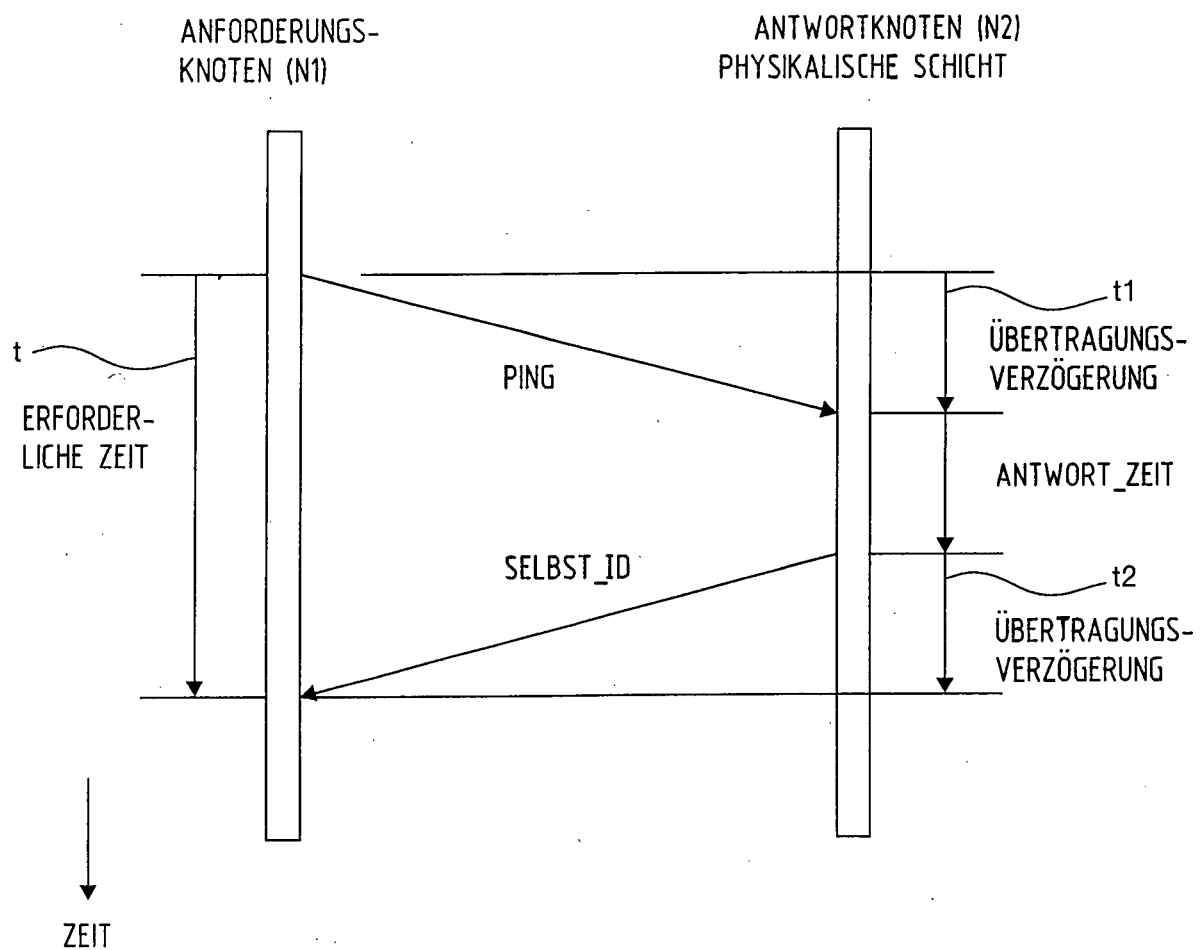 ANFORDERUNGS-
KNOTEN (N1)
ANTWORTKNOTEN (N2)
PHYSIKALISCHE SCHICHT
t
ERFORDER-
LICHE ZEIT
PING
t1
ÜBERTRAGUNGS-
VERZÖGERUNG
ANTWORT_ZEIT
SELBST_ID
t2
ÜBERTRAGUNGS-
VERZÖGERUNG
ZEIT